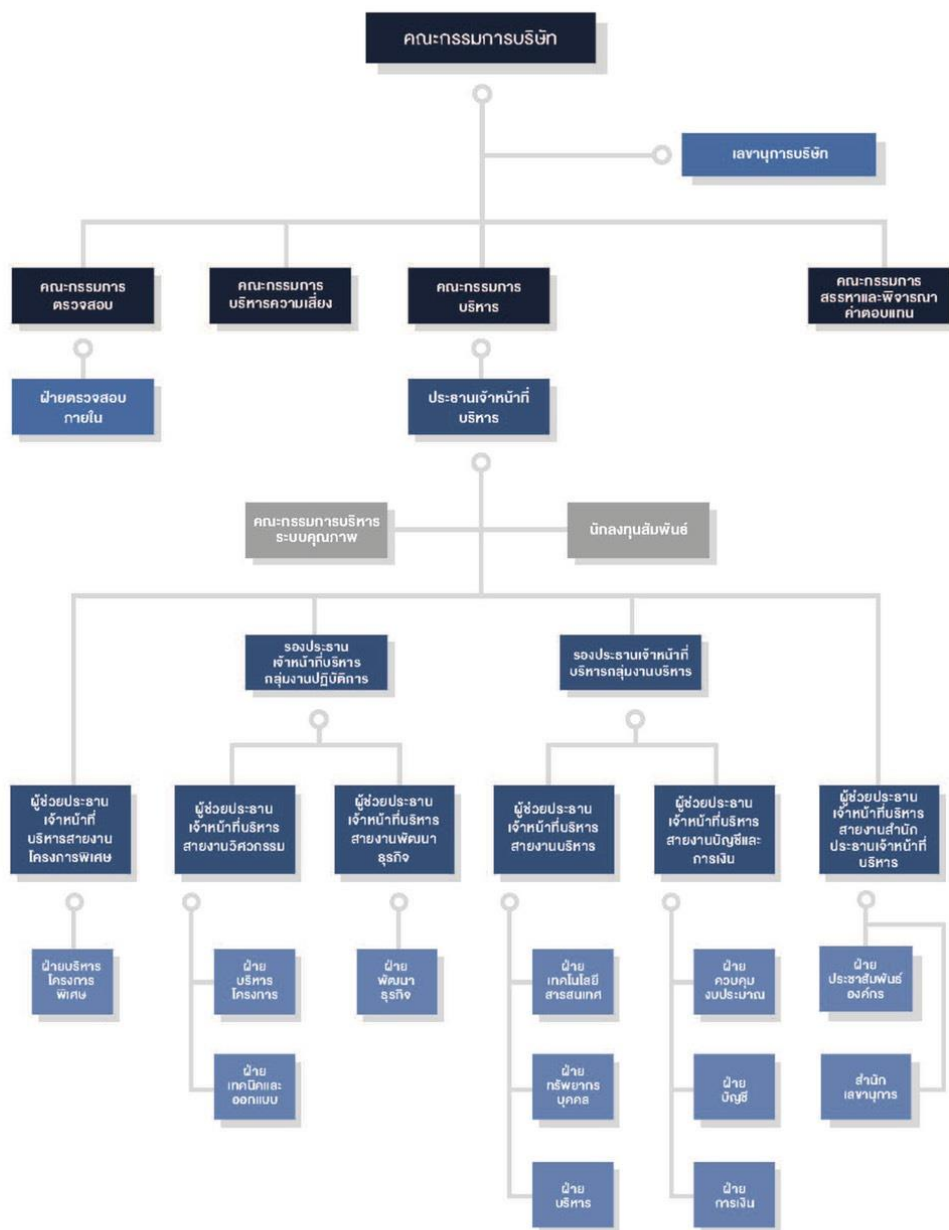 คณะกรรมการบริษัท
เลขานุการบริษัท
คณะกรรมการ
ตรวจสอบ
คณะกรรมการ
บริหารความเสี่ยง
คณะกรรมการ
บริหาร
คณะกรรมการ
สรรหาและพิจารณา
ค่าตอบแทน
ฝ่ายตรวจสอบ
ภายใน
ประธานเจ้าหน้าที่
บริหาร
คณะกรรมการบริหาร
ระบบคุณภาพ
นักลงทุนสัมพันธ์
รองประธาน
เจ้าหน้าที่บริหาร
กลุ่มงานปฏิบัติการ
รองประธานเจ้าหน้าที่
บริหารกลุ่มงานบริหาร
ผู้ช่วยประธาน
เจ้าหน้าที่
บริหารสายงาน
โครงการพิเศษ
ผู้ช่วยประธาน
เจ้าหน้าที่บริหาร
สายงานวิศวกรรม
ผู้ช่วยประธาน
เจ้าหน้าที่บริหาร
สายงานพัฒนา
ธุรกิจ
ผู้ช่วยประธาน
เจ้าหน้าที่บริหาร
สายงานบริหาร
ผู้ช่วยประธาน
เจ้าหน้าที่บริหาร
สายงานบัญชีและ
การเงิน
ผู้ช่วยประธาน
เจ้าหน้าที่บริหาร
สายงานสำนัก
ประธานเจ้าหน้าที่
บริหาร
ฝ่ายบริหาร
โครงการ
พิเศษ
ฝ่าย
บริหาร
โครงการ
ฝ่าย
พัฒนา
ธุรกิจ
ฝ่าย
เทคโนโลยี
สารสนเทศ
ฝ่าย
ควบคุม
งบประมาณ
ฝ่าย
ประชาสัมพันธ์
องค์กร
ฝ่าย
เทคนิคและ
ออกแบบ
ฝ่าย
ทรัพยากร
บุคคล
ฝ่าย
บัญชี
สำนัก
เลขานุการ
ฝ่าย
บริหาร
ฝ่าย
การเงิน